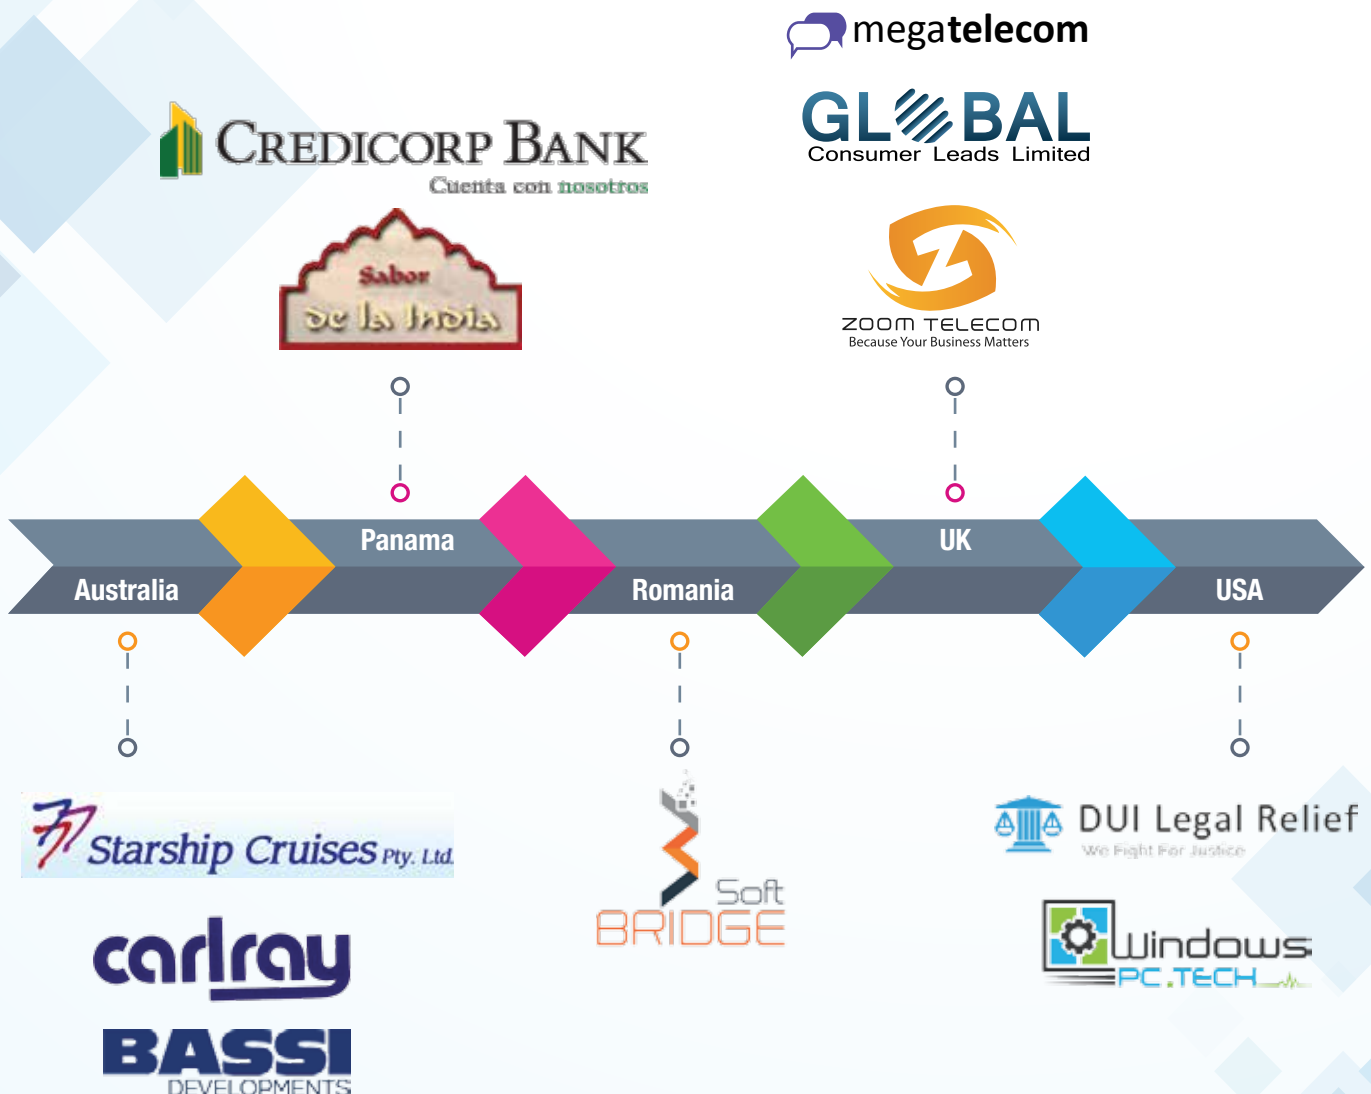 megatelecom
GLOBAL
Consumer Leads Limited
CREDICORP BANK
Cuenta con nosotros
Sabor
de la India
Z
ZOOM TELECOM
Because Your Business Matters
Panama
UK
Australia
Romania
USA
Starship Cruises Pty. Ltd.
carlray
BASSI
DEVELOPMENTS
Soft
BRIDGE
DUI Legal Relief
We Fight For Justice
Windows
PC.TECH